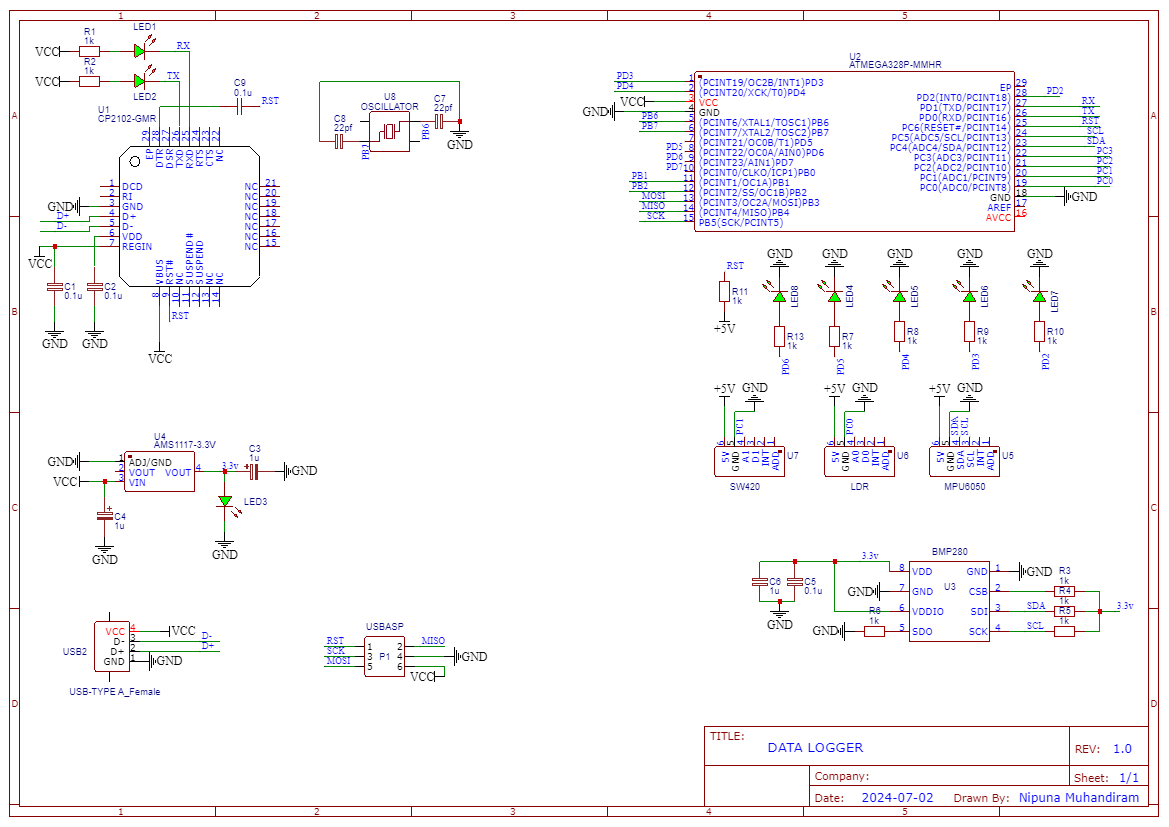 1 2 3 4 5
A
B
C
D
A
B
C
D
1 2 3 4 5
R1
1k
VCC
LED1
RX
R2
1k
VCC
LED2
TX
C9
0.1u
RST
U1
CP2102-GMR
29 28 27 26 25 24 23 22
EP
DTR
DSR
TXD
RXD
RTS
CTS
NC
1 DCD
2 RI
GND 3 GND
D+ 4 D+
D- 5 D-
6 VDD
7 REGIN
NC 21
NC 20
NC 19
NC 18
NC 17
NC 16
NC 15
VBUS
RST#
NC
SUSPEND#
SUSPEND
NC
NC
8 9 10 11 12 13 14
RST
VCC
VCC
C1
0.1u
C2
0.1u
GND
GND
U8
OSCILLATOR
C8
22pf
C7
22pf
PB7
PB6
GND
U2
ATMEGA328P-MMHR
PD3 1 (PCINT19/OC2B/INT1)PD3
PD4 2 (PCINT20/XCK/T0)PD4
VCC 3 VCC
GND 4 GND
PB6 5 (PCINT6/XTAL1/TOSC1)PB6
PB7 6 (PCINT7/XTAL2/TOSC2)PB7
PD5 7 (PCINT21/OC0B/T1)PD5
PD6 8 (PCINT22/OC0A/AIN0)PD6
PD7 9 (PCINT23/AIN1)PD7
10 (PCINT0/CLKO/ICP1)PB0
PB1 11 (PCINT1/OC1A)PB1
PB2 12 (PCINT2/SS/OC1B)PB2
MOSI 13 (PCINT3/OC2A/MOSI)PB3
MISO 14 (PCINT4/MISO)PB4
SCK 15 PB5(SCK/PCINT5)
EP 29
PD2(INT0/PCINT18) 28 PD2
PD1(TXD/PCINT17) 27 RX
PD0(RXD/PCINT16) 26 TX
PC6(RESET#/PCINT14) 25 RST
PC5(ADC5/SCL/PCINT13) 24 SCL
PC4(ADC4/SDA/PCINT12) 23 SDA
PC3(ADC3/PCINT11) 22 PC3
PC2(ADC2/PCINT10) 21 PC2
PC1(ADC1/PCINT9) 20 PC1
PC0(ADC0/PCINT8) 19 PC0
GND 18 GND
AREF 17
AVCC 16
RST
R11
1k
+5V
GND
LED8
R13
1k
PD6
GND
LED4
R7
1k
PD5
GND
LED5
R8
1k
PD4
GND
LED6
R9
1k
PD3
GND
LED7
R10
1k
PD2
+5V GND
PC1
6 5 4 3 2 1
5V
GND
A1
D1
INT
ADD
U7
SW420
+5V GND
PC0
6 5 4 3 2 1
5V
GND
A0
D0
INT
ADD
U6
LDR
+5V GND
SDA
SCL
6 5 4 3 2 1
5V
GND
SDA
SCL
INT
ADD
U5
MPU6050
U4
AMS1117-3.3V
GND 1 ADJ/GND
2 VOUT
VCC 3 VIN
VOUT 4
3.3v
C3
1u
GND
LED3
GND
C4
1u
GND
BMP280
U3
3.3v
8 VDD
GND 7 GND
6 VDDIO
5 SDO
GND 1 GND
CSB 2
SDI 3 SDA
SCK 4 SCL
C6
1u
C5
0.1u
GND
R6
1k
GND
R3
1k
R4
1k
R5
1k
3.3v
USB2
VCC 4 VCC
D- 3 D-
D+ 2 D+
GND 1 GND
USB-TYPE A_Female
USBASP
RST 1 2 MISO
SCK 3 P1 4 GND
MOSI 5 6
VCC
TITLE:
DATA LOGGER
REV: 1.0
Company:
Sheet: 1/1
Date: 2024-07-02 Drawn By: Nipuna Muhandiram